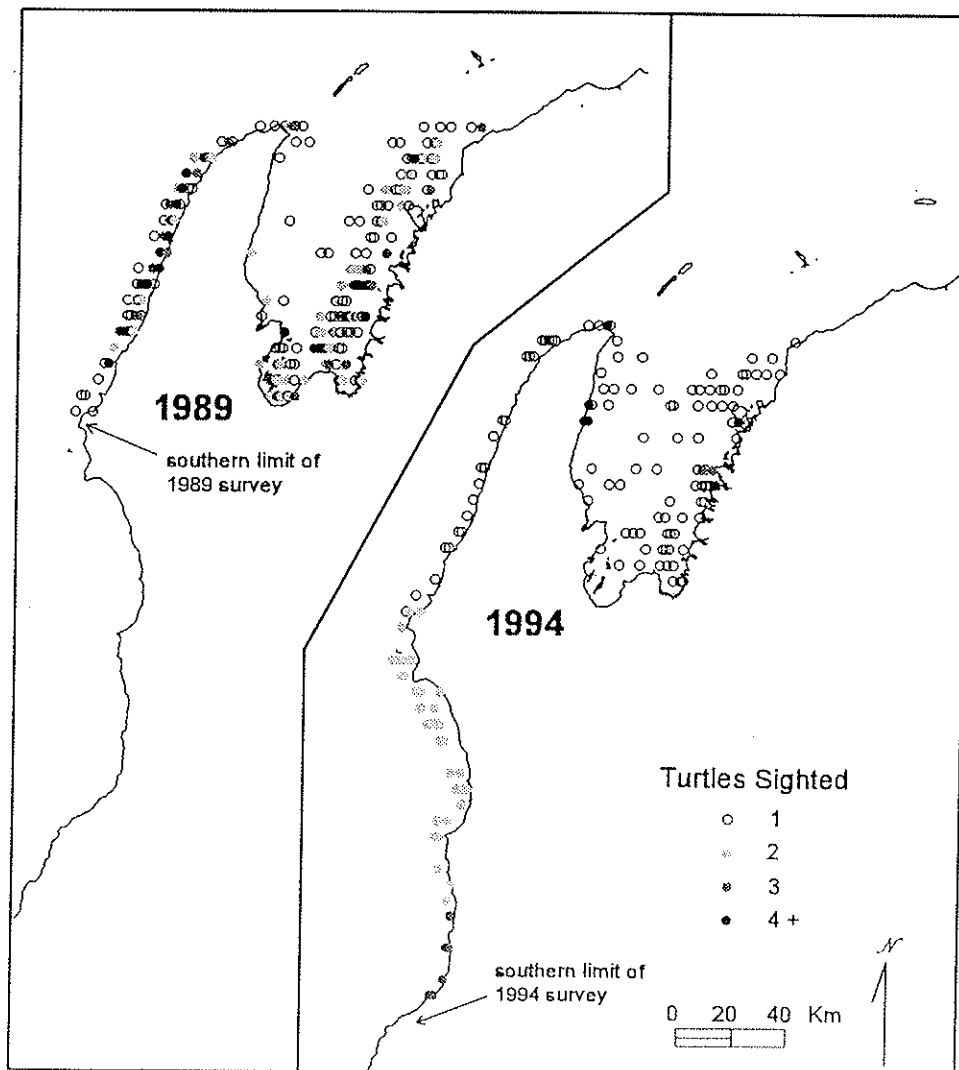 1989
southern limit of
1989 survey
1994
Turtles Sighted
1
2
3
4 +
southern limit of
1994 survey
N
0 20 40 Km